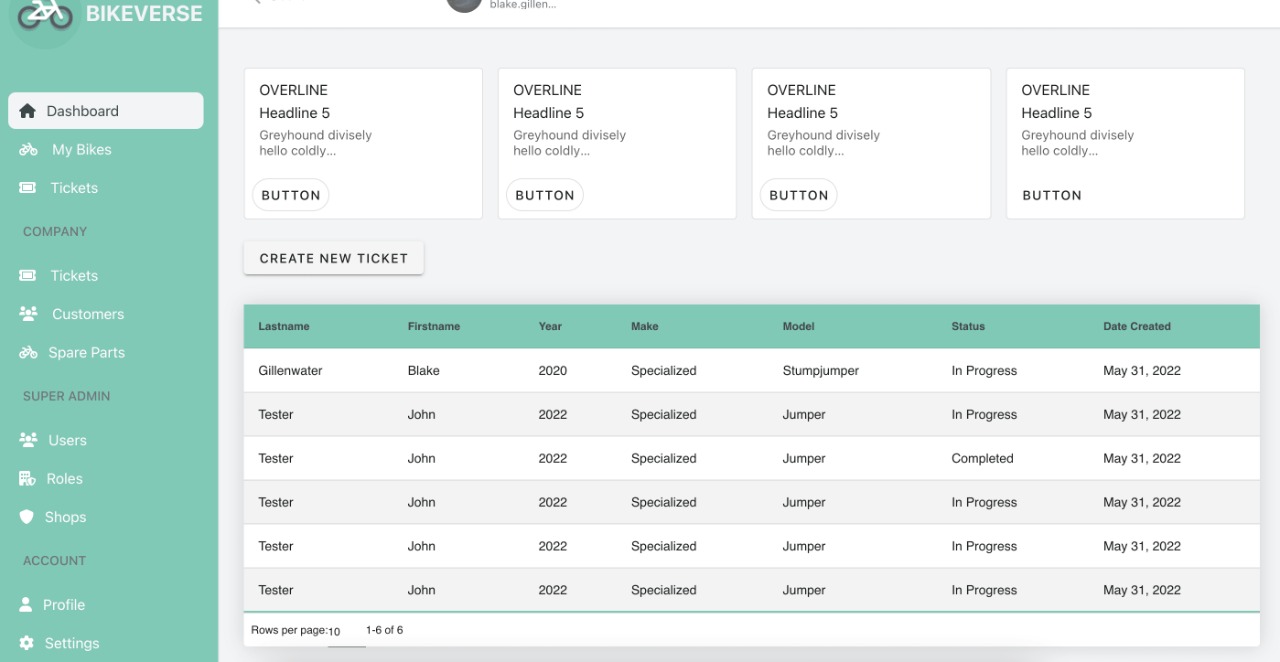 BIKEVERSE
blake.gillen...
Dashboard
My Bikes
Tickets
COMPANY
Tickets
Customers
Spare Parts
SUPER ADMIN
Users
Roles
Shops
ACCOUNT
Profile
Settings
OVERLINE
Headline 5
Greyhound divisely
hello coldly...
BUTTON
OVERLINE
Headline 5
Greyhound divisely
hello coldly...
BUTTON
OVERLINE
Headline 5
Greyhound divisely
hello coldly...
BUTTON
OVERLINE
Headline 5
Greyhound divisely
hello coldly...
BUTTON
CREATE NEW TICKET
Lastname Firstname Year Make Model Status Date Created
Gillenwater Blake 2020 Specialized Stumpjumper In Progress May 31, 2022
Tester John 2022 Specialized Jumper In Progress May 31, 2022
Tester John 2022 Specialized Jumper Completed May 31, 2022
Tester John 2022 Specialized Jumper In Progress May 31, 2022
Tester John 2022 Specialized Jumper In Progress May 31, 2022
Tester John 2022 Specialized Jumper In Progress May 31, 2022
Rows per page:10 1-6 of 6